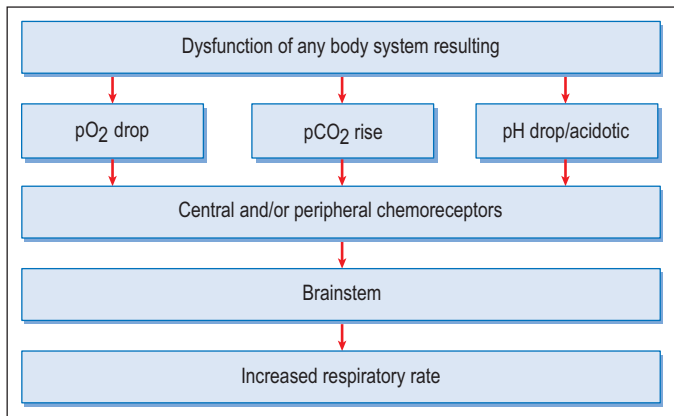 Dysfunction of any body system resulting
pO2 drop
pCO2 rise
pH drop/acidotic
Central and/or peripheral chemoreceptors
Brainstem
Increased respiratory rate